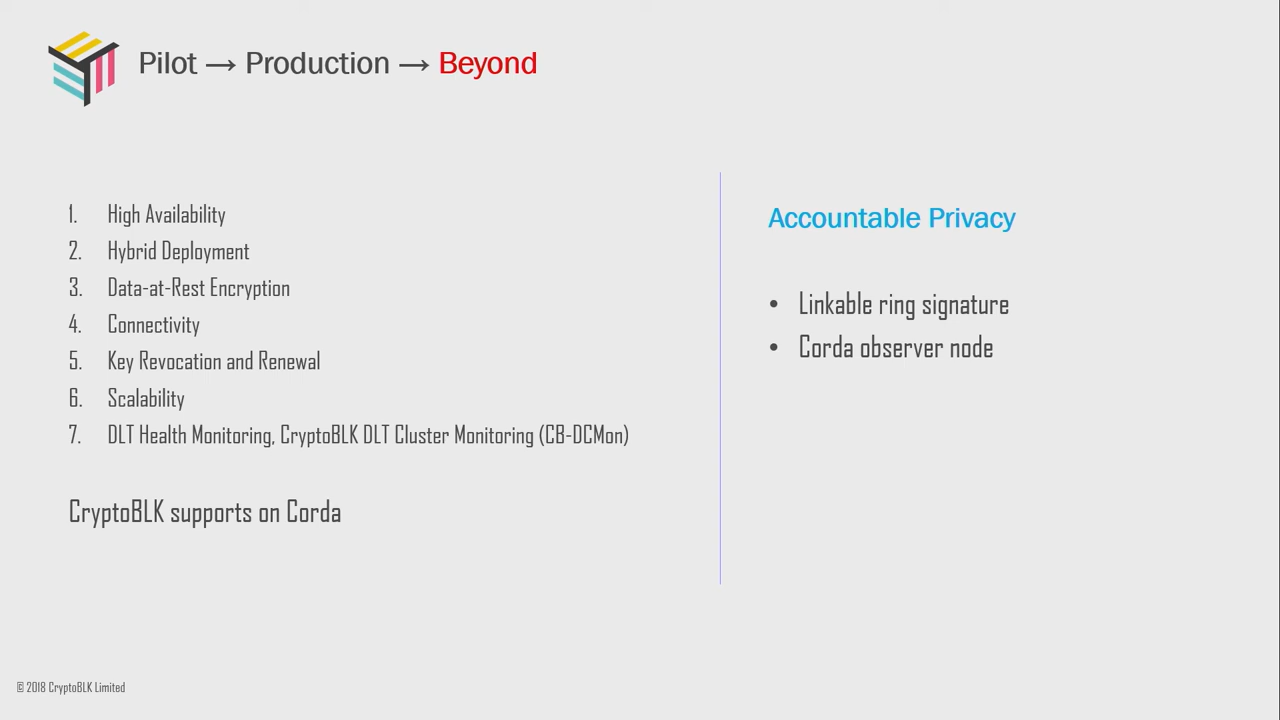 Pilot → Production → Beyond
1. High Availability
2. Hybrid Deployment
3. Data-at-Rest Encryption
4. Connectivity
5. Key Revocation and Renewal
6. Scalability
7. DLT Health Monitoring, CryptoBLK DLT Cluster Monitoring (CB-DCMon)
CryptoBLK supports on Corda
Accountable Privacy
• Linkable ring signature
• Corda observer node
© 2018 CryptoBLK Limited